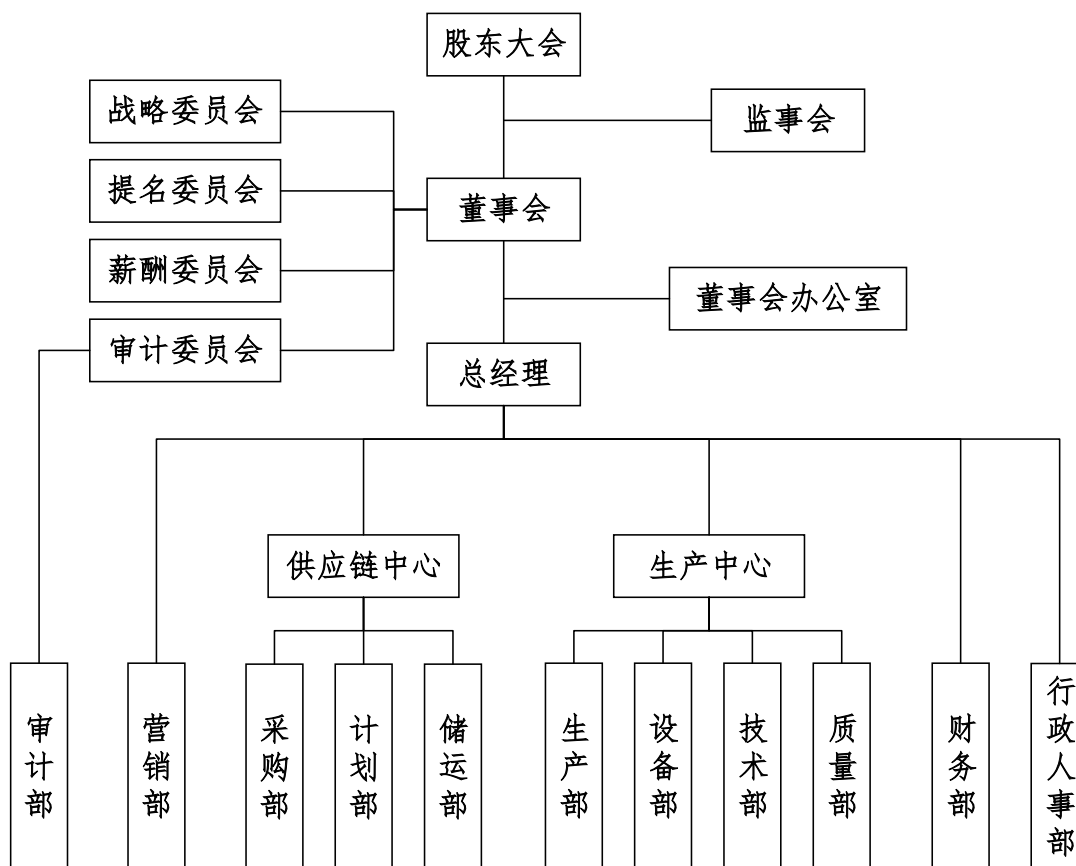 股东大会
战略委员会
监事会
提名委员会
董事会
薪酬委员会
董事会办公室
审计委员会
总经理
供应链中心
生产中心
审计部
营销部
采购部
计划部
储运部
生产部
设备部
技术部
质量部
财务部
行政人事部